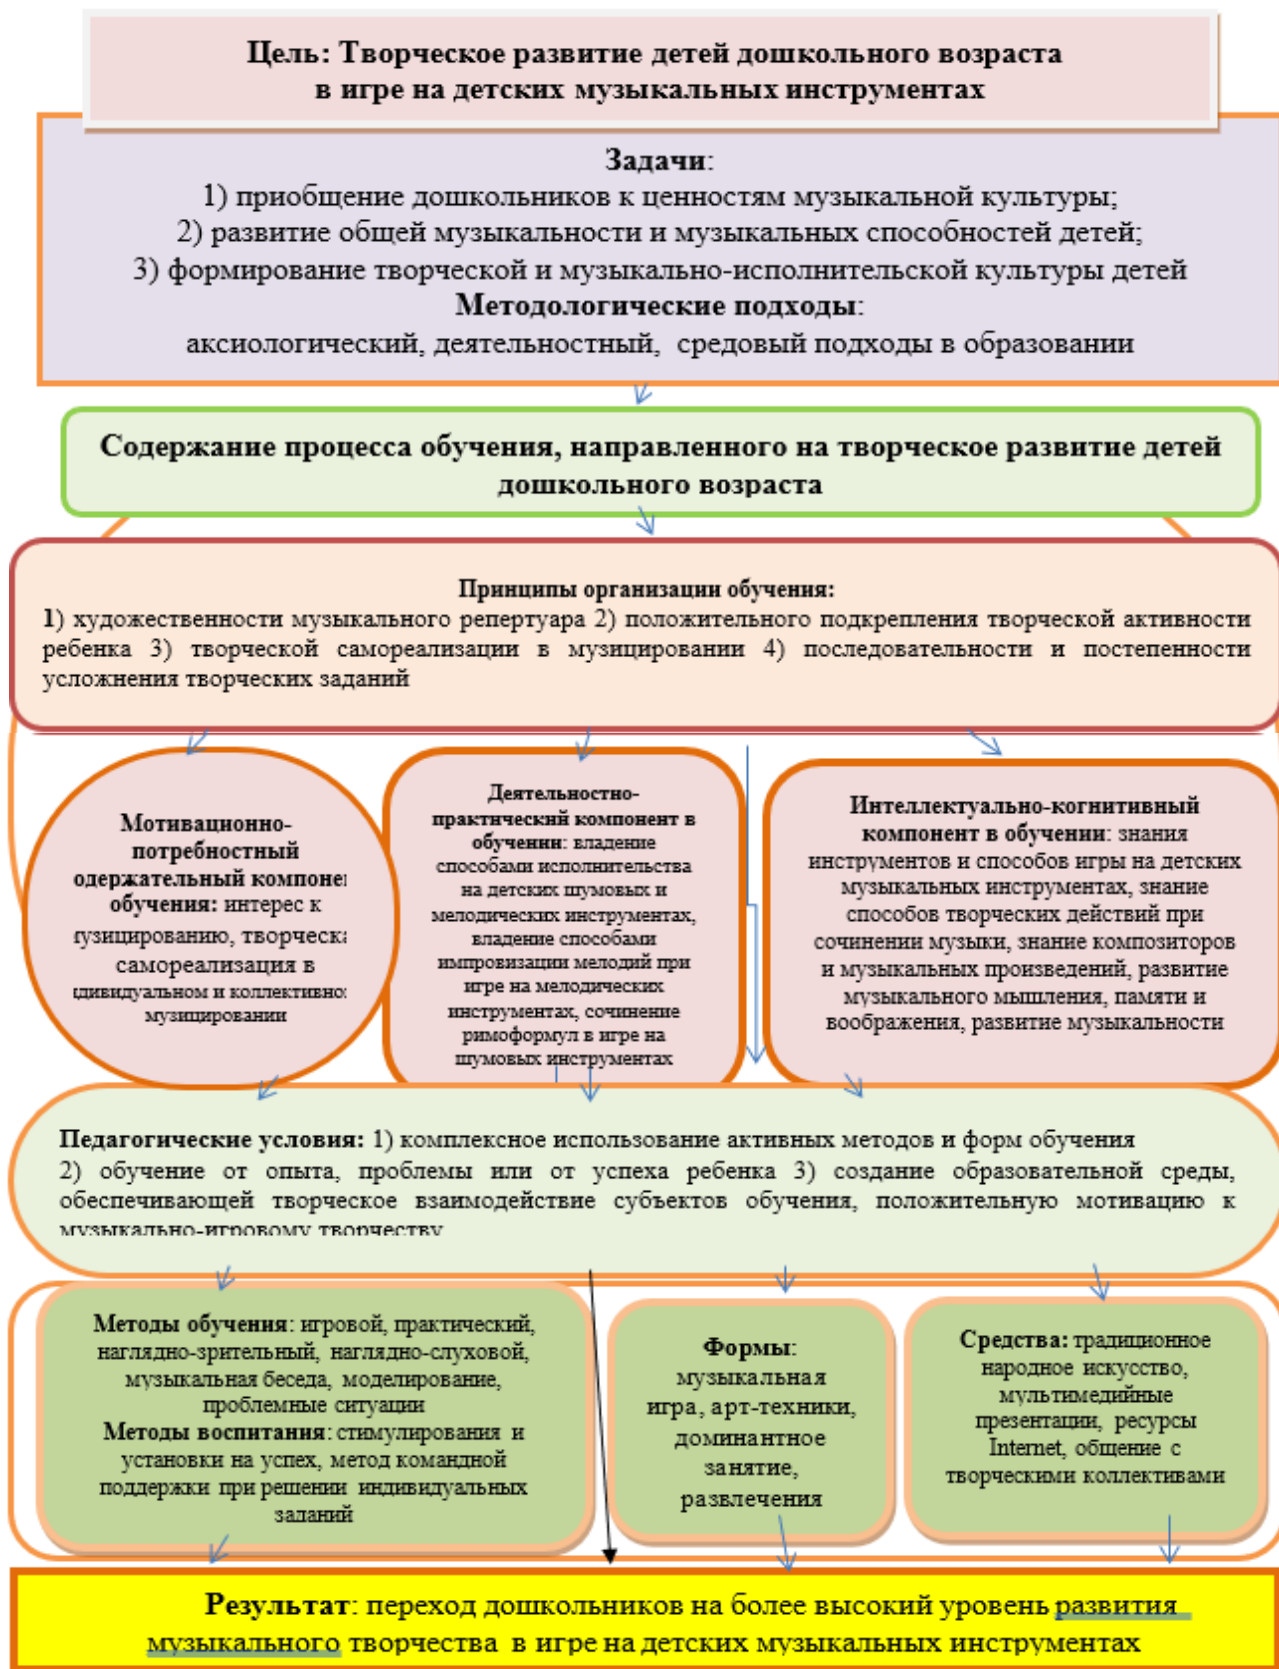 Цель: Творческое развитие детей дошкольного возраста
в игре на детских музыкальных инструментах
Задачи:
1) приобщение дошкольников к ценностям музыкальной культуры;
2) развитие общей музыкальности и музыкальных способностей детей;
3) формирование творческой и музыкально-исполнительской культуры детей
Методологические подходы:
аксиологический, деятельностный, средовый подходы в образовании
Содержание процесса обучения, направленного на творческое развитие детей
дошкольного возраста
Принципы организации обучения:
1) художественности музыкального репертуара 2) положительного подкрепления творческой активности
ребенка 3) творческой самореализации в музицировании 4) последовательности и постепенности
усложнения творческих заданий
Мотивационно-
потребностный
одержательный компоне
обучения: интерес к
узицированию, творческа
самореализация в
дивидуальном и коллективно
музицировании
Деятельностно-
практический компонент в
обучении: владение
способами исполнительства
на детских шумовых и
мелодических инструментах,
владение способами
импровизации мелодий при
игре на мелодических
инструментах, сочинение
римоформул в игре на
шумовых инструментах
Интеллектуально-когнитивный
компонент в обучении: знания
инструментов и способов игры на детских
музыкальных инструментах, знание
способов творческих действий при
сочинении музыки, знание композиторов
и музыкальных произведений, развитие
музыкального мышления, памяти и
воображения, развитие музыкальности
Педагогические условия: 1) комплексное использование активных методов и форм обучения
2) обучение от опыта, проблемы или от успеха ребенка 3) создание образовательной среды,
обеспечивающей творческое взаимодействие субъектов обучения, положительную мотивацию к
музыкально-игровому творчеству
Методы обучения: игровой, практический,
наглядно-зрительный, наглядно-слуховой,
музыкальная беседа, моделирование,
проблемные ситуации
Методы воспитания: стимулирования и
установки на успех, метод командной
поддержки при решении индивидуальных
заданий
Формы:
музыкальная
игра, арт-техники,
доминантное
занятие,
развлечения
Средства: традиционное
народное искусство,
мультимедийные
презентации, ресурсы
Internet, общение с
творческими коллективами
Результат: переход дошкольников на более высокий уровень развития
музыкального творчества в игре на детских музыкальных инструментах